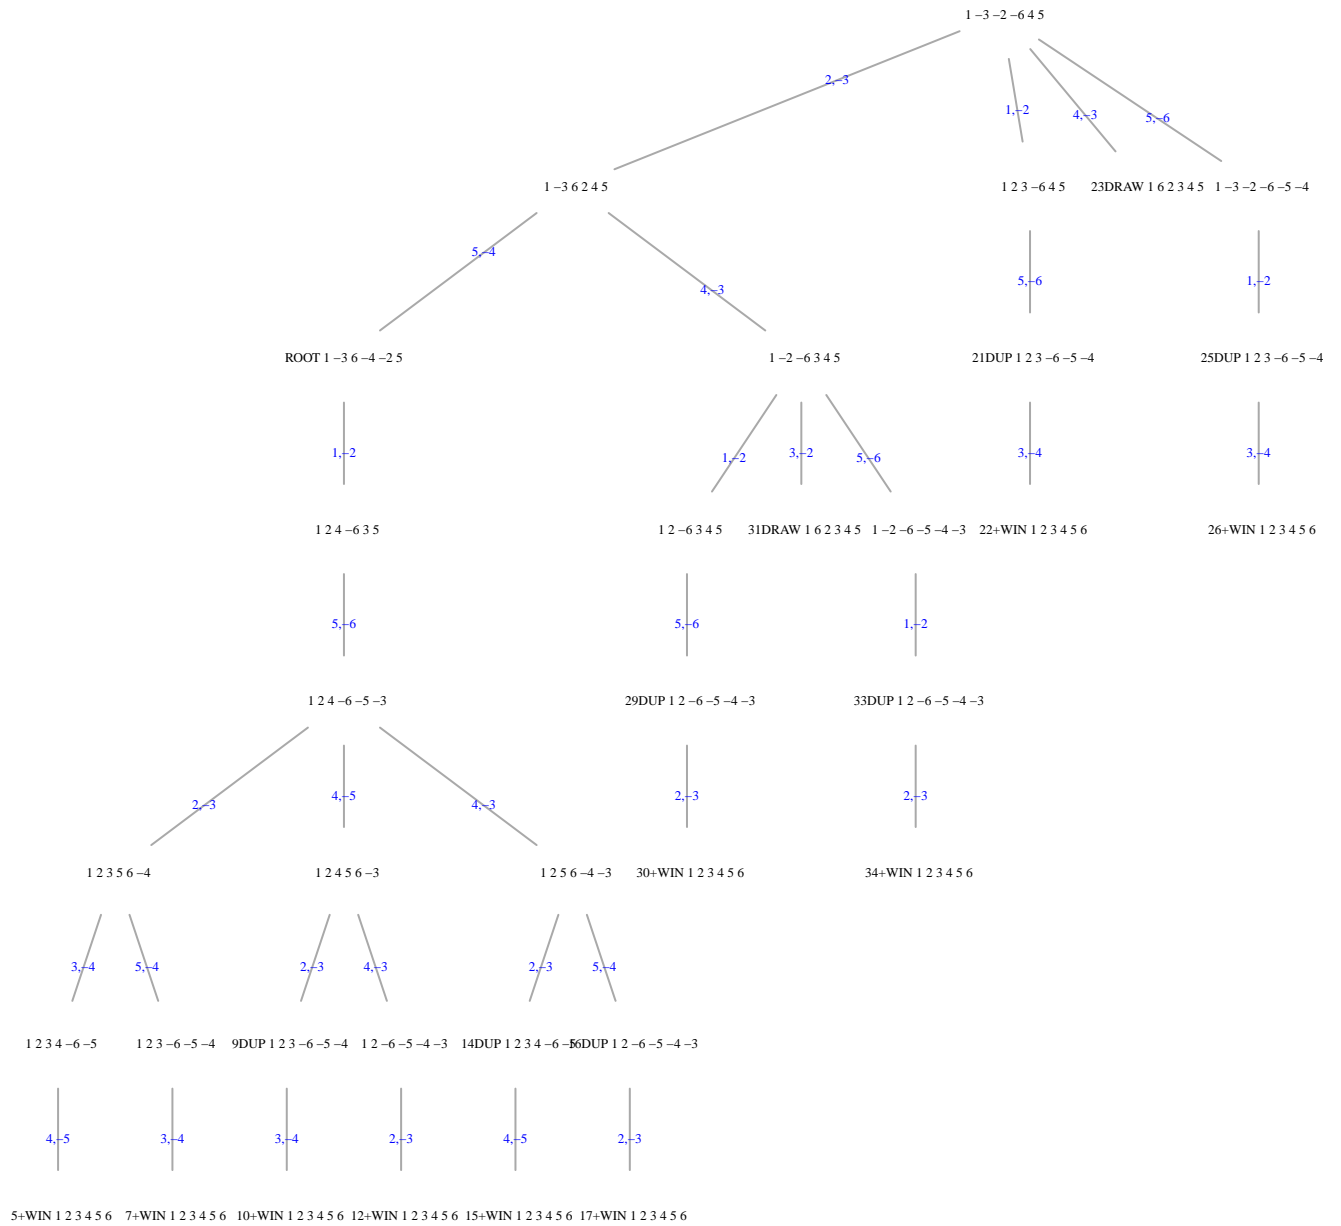 1 −3 −2 −6 4 5
2,−3
1,−2
4,−3
5,−6
1 −3 6 2 4 5
1 2 3 −6 4 5
23DRAW 1 6 2 3 4 5
1 −3 −2 −6 −5 −4
5,−4
4,−3
5,−6
1,−2
ROOT 1 −3 6 −4 −2 5
1 −2 −6 3 4 5
21DUP 1 2 3 −6 −5 −4
25DUP 1 2 3 −6 −5 −4
1,−2
1,−2
3,−2
5,−6
3,−4
3,−4
1 2 4 −6 3 5
1 2 −6 3 4 5
31DRAW 1 6 2 3 4 5
1 −2 −6 −5 −4 −3
22+WIN 1 2 3 4 5 6
26+WIN 1 2 3 4 5 6
5,−6
5,−6
1,−2
1 2 4 −6 −5 −3
29DUP 1 2 −6 −5 −4 −3
33DUP 1 2 −6 −5 −4 −3
2,−3
4,−5
4,−3
2,−3
2,−3
1 2 3 5 6 −4
1 2 4 5 6 −3
1 2 5 6 −4 −3
30+WIN 1 2 3 4 5 6
34+WIN 1 2 3 4 5 6
3,−4
5,−4
2,−3
4,−3
2,−3
5,−4
1 2 3 4 −6 −5
1 2 3 −6 −5 −4
9DUP 1 2 3 −6 −5 −4
1 2 −6 −5 −4 −3
14DUP 1 2 3 4 −6 −5
16DUP 1 2 −6 −5 −4 −3
4,−5
3,−4
3,−4
2,−3
4,−5
2,−3
5+WIN 1 2 3 4 5 6
7+WIN 1 2 3 4 5 6
10+WIN 1 2 3 4 5 6
12+WIN 1 2 3 4 5 6
15+WIN 1 2 3 4 5 6
17+WIN 1 2 3 4 5 6